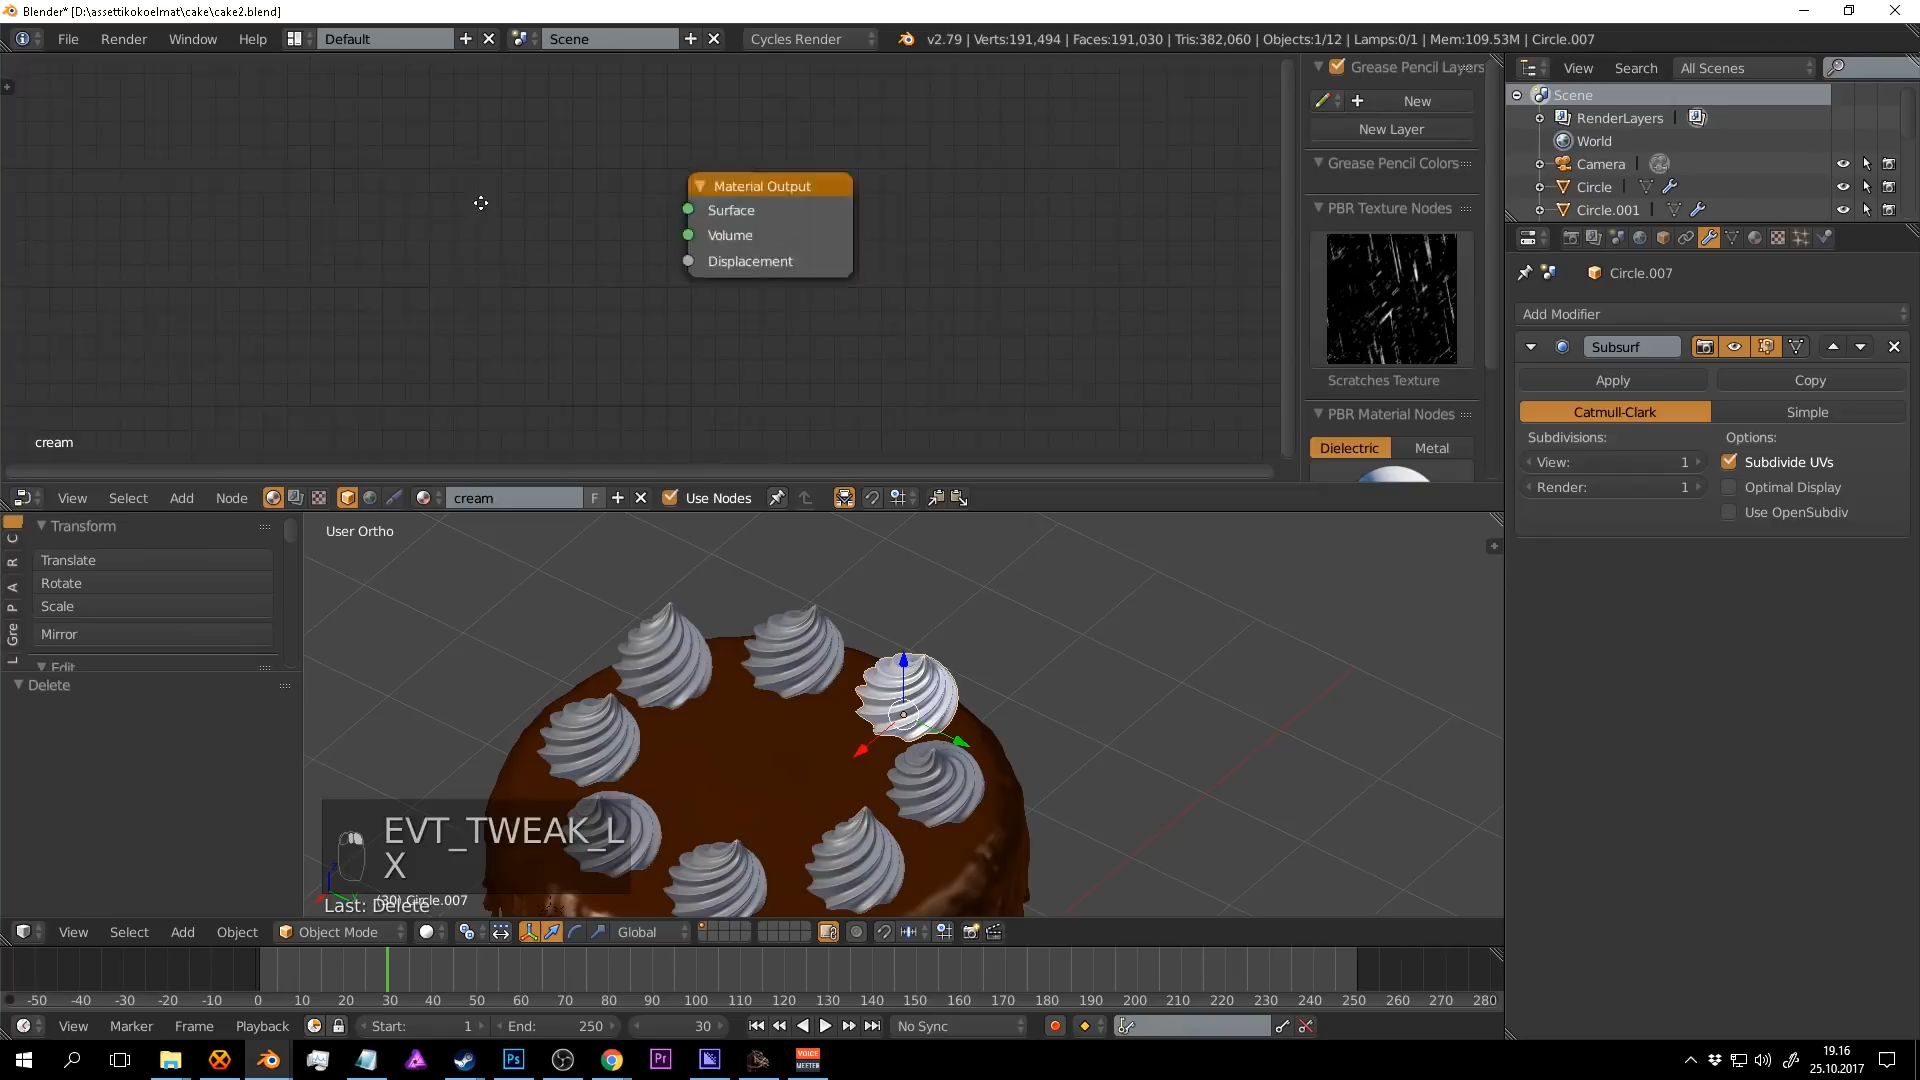 Blender* [D:\assettikokoelmat\cake\cake2.blend]
File Render Window Help Default Scene Cycles Render v2.79 | Verts:191,494 | Faces:191,030 | Tris:382,060 | Objects:1/12 | Lamps:0/1 | Mem:109.53M | Circle.007
Grease Pencil Layers
New
New Layer
Grease Pencil Colors
PBR Texture Nodes
Scratches Texture
PBR Material Nodes
Dielectric Metal
View Search All Scenes
Scene
RenderLayers
World
Camera
Circle
Circle.001
Material Output
Surface
Volume
Displacement
cream
Circle.007
Add Modifier
Subsurf
Apply Copy
Catmull-Clark Simple
Subdivisions: Options:
View: 1 Subdivide UVs
Render: 1 Optimal Display
Use OpenSubdiv
View Select Add Node cream F Use Nodes
Transform
Translate
Rotate
Scale
Mirror
Edit
Delete
C
R
A
P
Gre
L
User Ortho
EVT_TWEAK_L
X
(30) Circle.007
Last: Delete
View Select Add Object Object Mode Global
-50 -40 -30 -20 -10 0 10 20 30 40 50 60 70 80 90 100 110 120 130 140 150 160 170 180 190 200 210 220 230 240 250 260 270 280
View Marker Frame Playback Start: 1 End: 250 30 No Sync
Ps Pr VOICE MEETER
19.16
25.10.2017